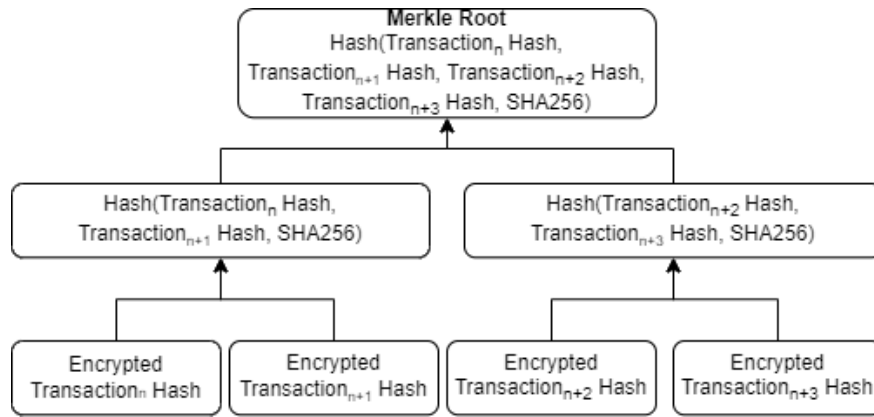 Merkle Root
Hash(Transactionₙ Hash,
Transactionₙ₊₁ Hash, Transactionₙ₊₂ Hash,
Transactionₙ₊₃ Hash, SHA256)
Hash(Transactionₙ Hash,
Transactionₙ₊₁ Hash, SHA256)
Hash(Transactionₙ₊₂ Hash,
Transactionₙ₊₃ Hash, SHA256)
Encrypted
Transactionₙ Hash
Encrypted
Transactionₙ₊₁ Hash
Encrypted
Transactionₙ₊₂ Hash
Encrypted
Transactionₙ₊₃ Hash